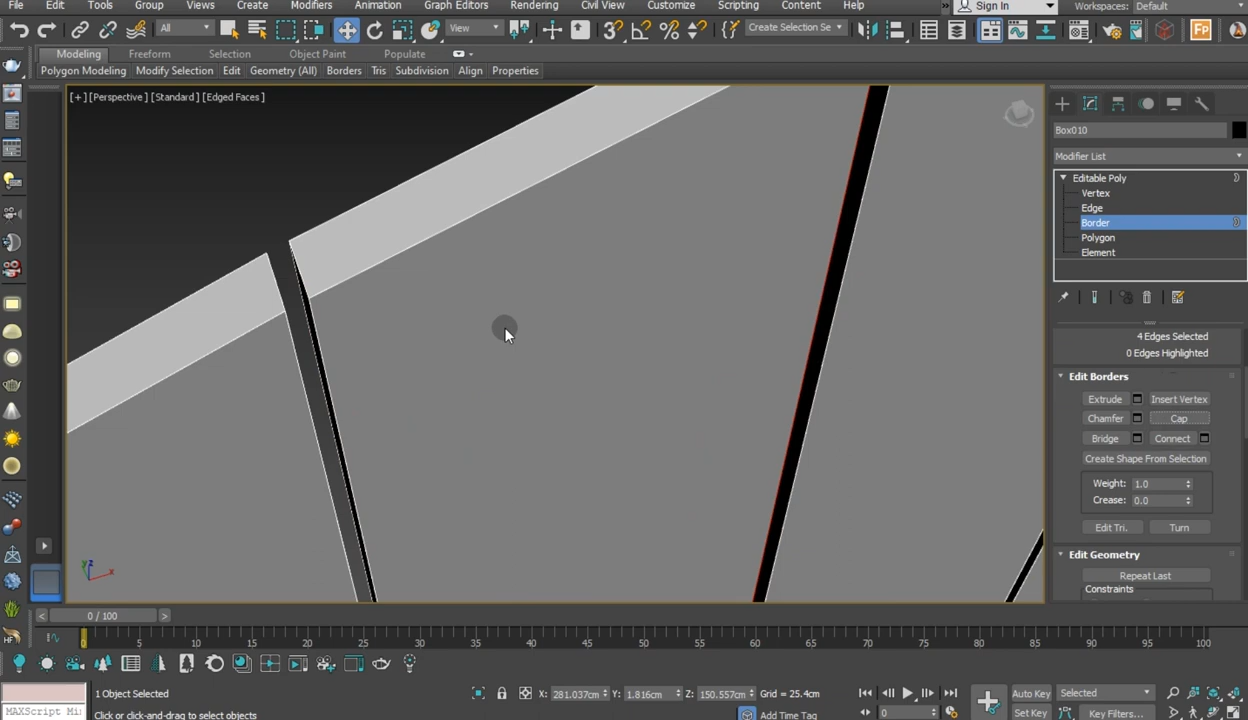 File Edit Tools Group Views Create Modifiers Animation Graph Editors Rendering Civil View Customize Scripting Content Help Sign In Workspaces: Default
All View Create Selection Se
Modeling Freeform Selection Object Paint Populate
Polygon Modeling Modify Selection Edit Geometry (All) Borders Tris Subdivision Align Properties
[+] [Perspective] [Standard] [Edged Faces]
Box010
Modifier List
Editable Poly
Vertex
Edge
Border
Polygon
Element
4 Edges Selected
0 Edges Highlighted
Edit Borders
Extrude Insert Vertex
Chamfer Cap
Bridge Connect
Create Shape From Selection
Weight: 1.0
Crease: 0.0
Edit Tri. Turn
Edit Geometry
Repeat Last
Constraints
0 / 100
0 5 10 15 20 25 30 35 40 45 50 55 60 65 70 75 80 85 90 95 100
1 Object Selected X: 281.037cm Y: 1.816cm Z: 150.557cm Grid = 25.4cm Auto Key Selected
MAXScript Mi Click or click-and-drag to select objects Add Time Tag 0 Set Key Key Filters...